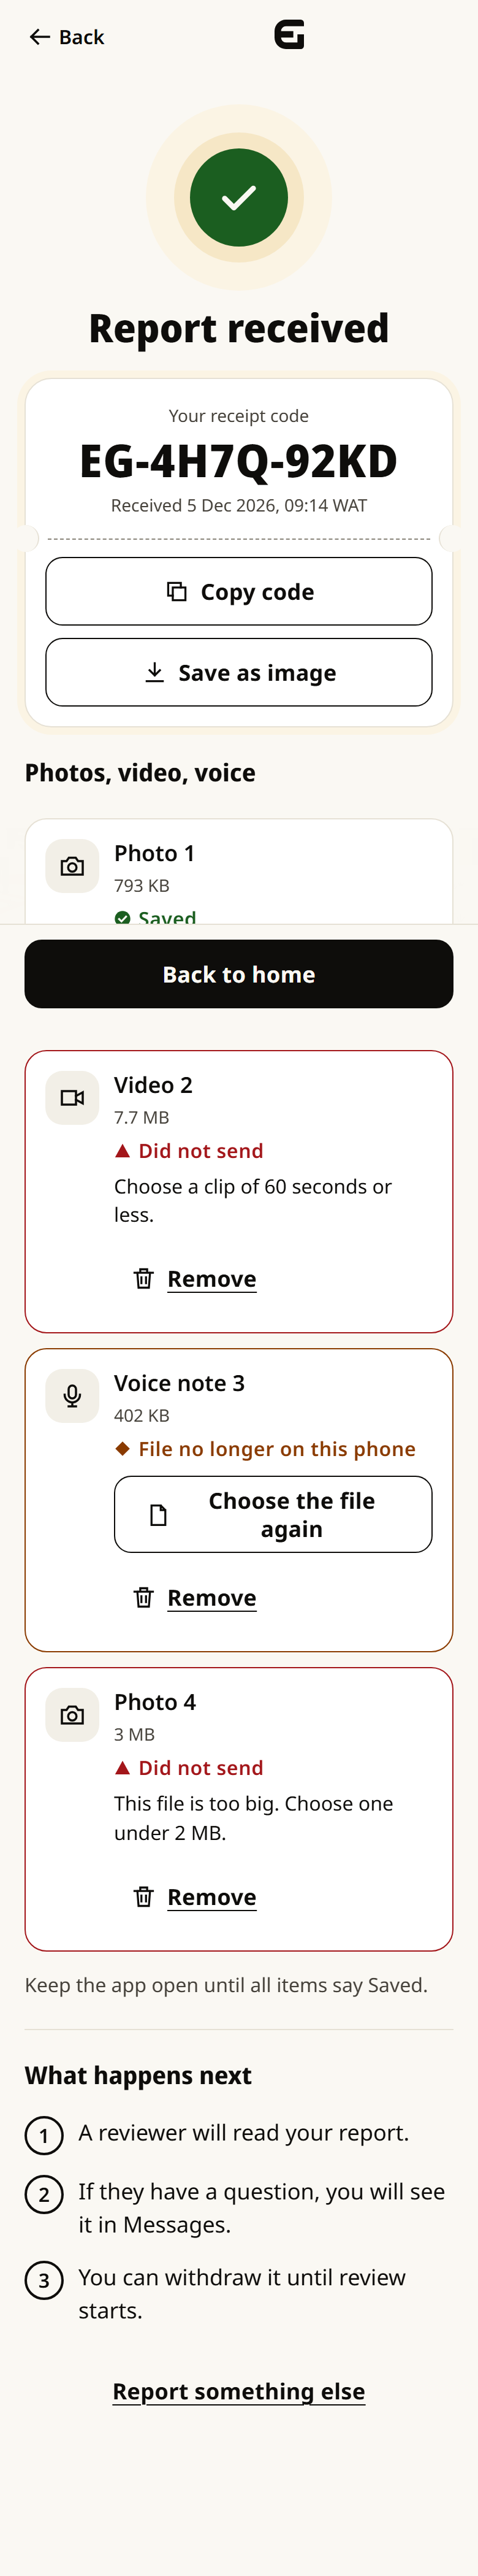 Back
EG
Report received
Your receipt code
EG-4H7Q-92KD
Received 5 Dec 2026, 09:14 WAT
Copy code
Save as image
Photos, video, voice
Photo 1
793 KB
Saved
Back to home
Video 2
7.7 MB
Did not send
Choose a clip of 60 seconds or
less.
Remove
Voice note 3
402 KB
File no longer on this phone
Choose the file
again
Remove
Photo 4
3 MB
Did not send
This file is too big. Choose one
under 2 MB.
Remove
Keep the app open until all items say Saved.
What happens next
1 A reviewer will read your report.
2 If they have a question, you will see
it in Messages.
3 You can withdraw it until review
starts.
Report something else